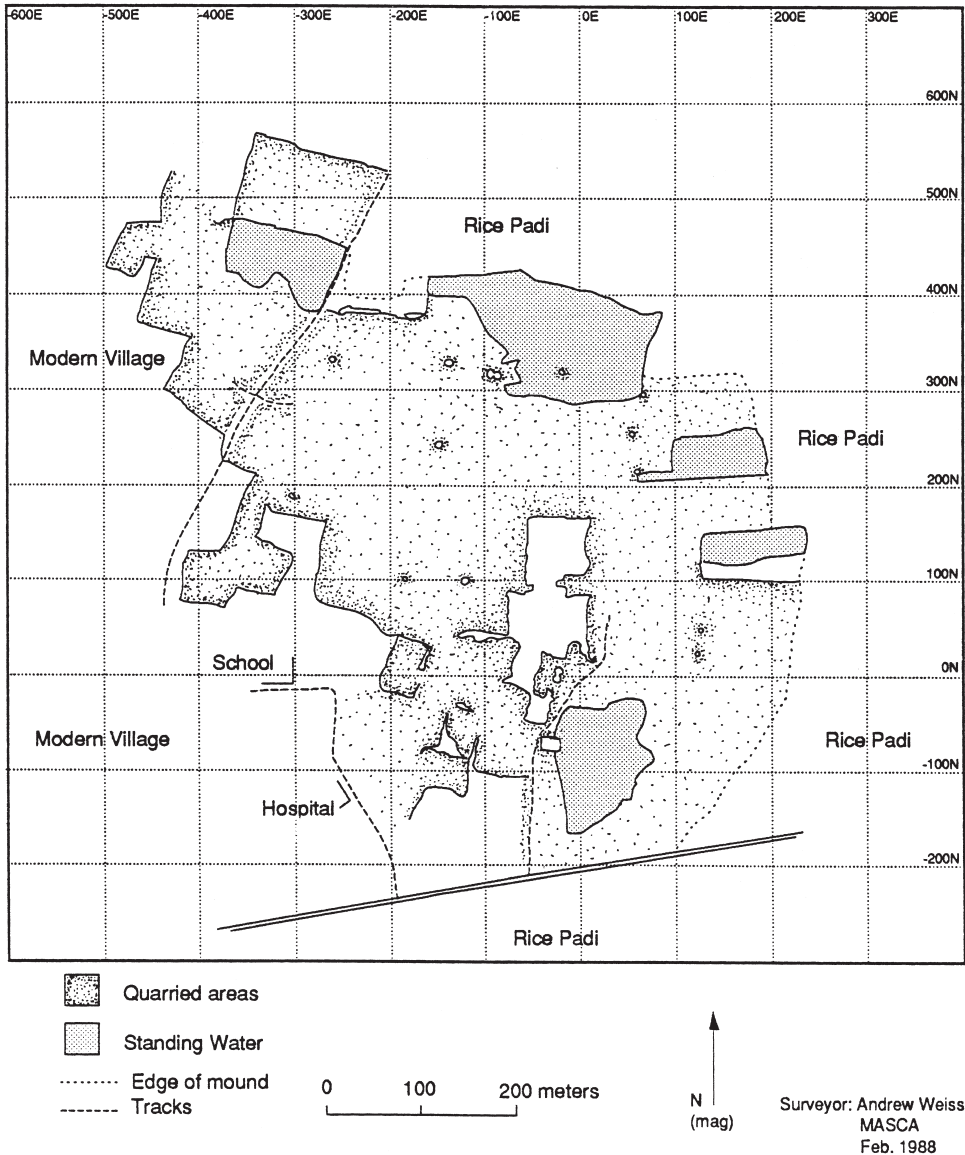 -600E -500E -400E -300E -200E -100E 0E 100E 200E 300E
600N
500N
Rice Padi
400N
Modern Village
300N
Rice Padi
200N
100N
School
0N
Modern Village
Rice Padi
-100N
Hospital
-200N
Rice Padi
Quarried areas
Standing Water
Edge of mound
Tracks
0 100 200 meters
N
(mag)
Surveyor: Andrew Weiss
MASCA
Feb. 1988